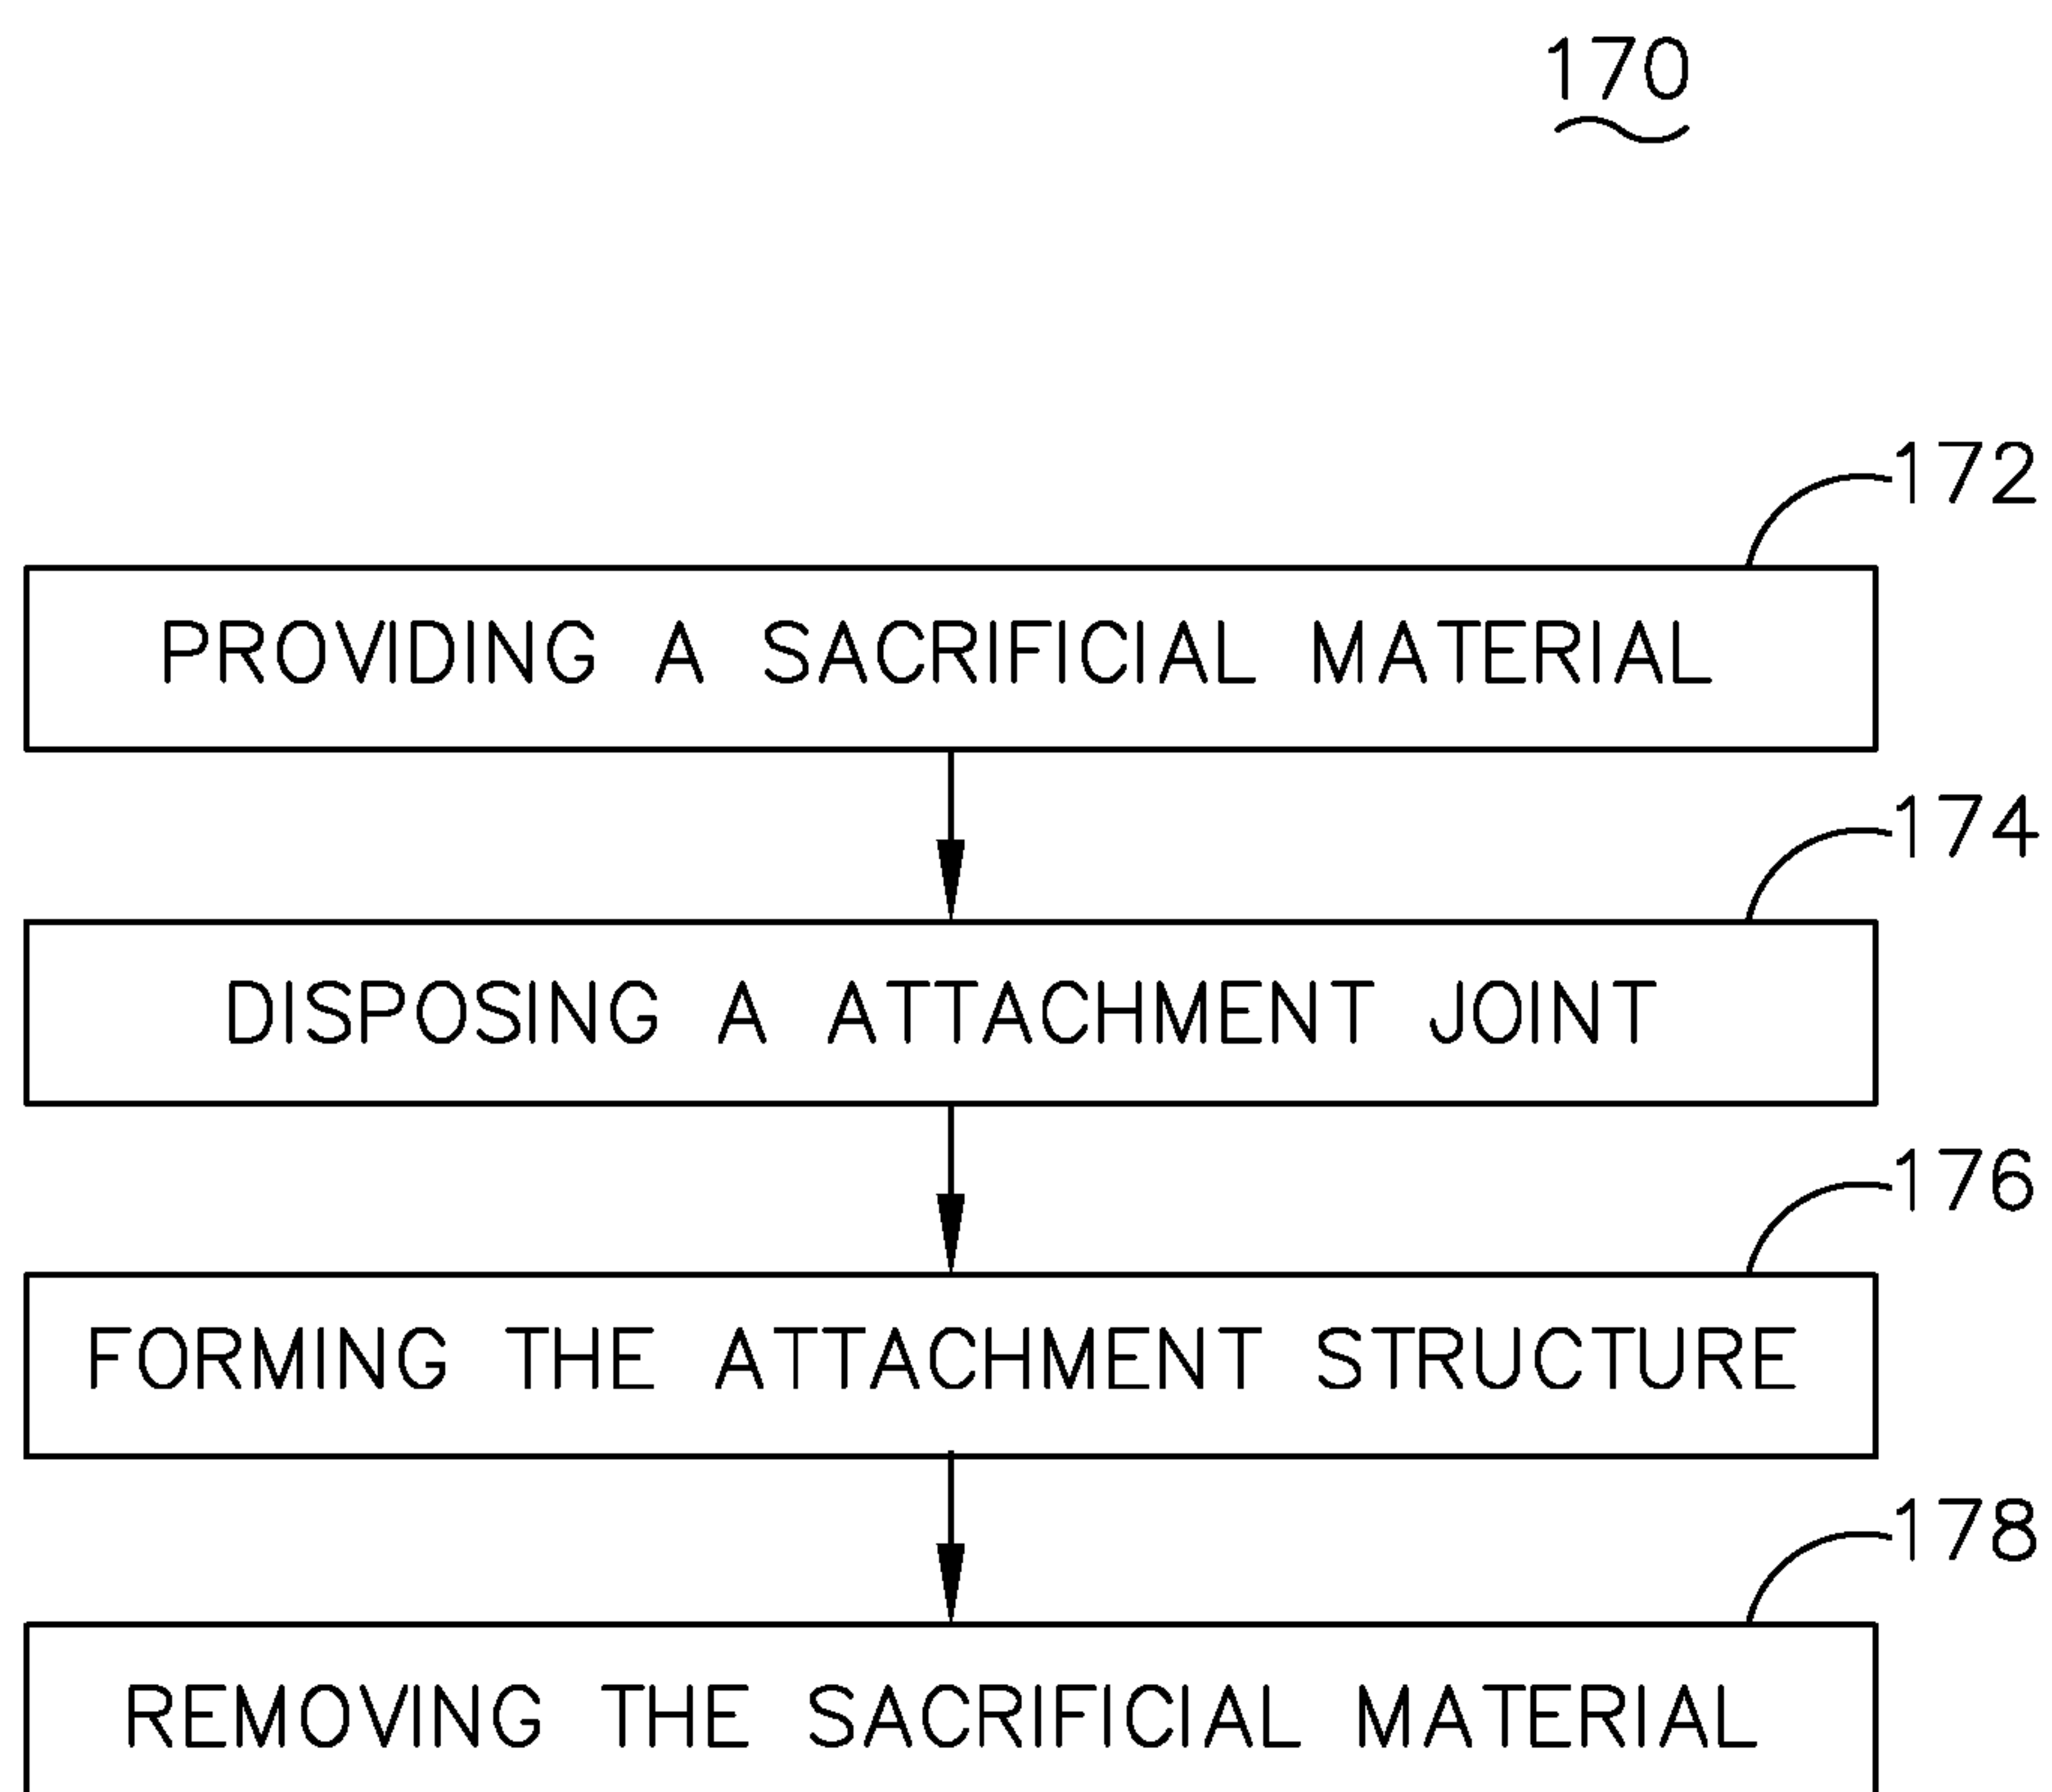 170
172
PROVIDING A SACRIFICIAL MATERIAL
174
DISPOSING A ATTACHMENT JOINT
176
FORMING THE ATTACHMENT STRUCTURE
178
REMOVING THE SACRIFICIAL MATERIAL